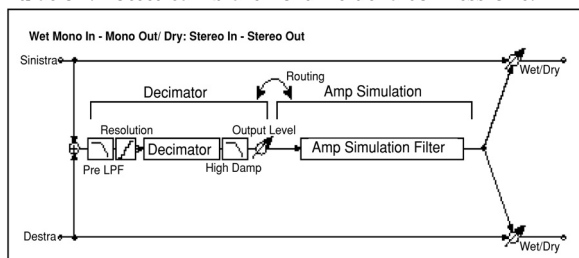 Wet Mono In - Mono Out/ Dry: Stereo In - Stereo Out
Sinistra
Wet/Dry
Routing
Decimator
Amp Simulation
Resolution
Output Level
Decimator
Amp Simulation Filter
Pre LPF
High Damp
Destra
Wet/Dry